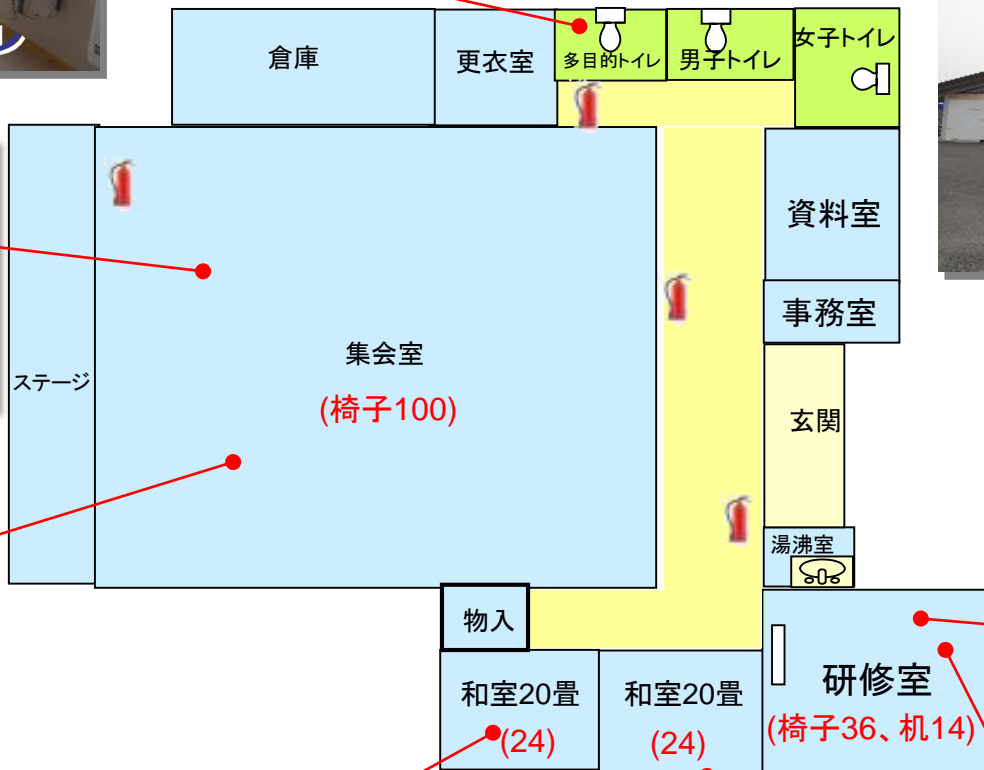 倉庫
更衣室
多目的トイレ
男子トイレ
女子トイレ
資料室
事務室
ステージ
集会室
(椅子100)
玄関
湯沸室
物入
和室20畳
(24)
和室20畳
(24)
研修室
(椅子36、机14)